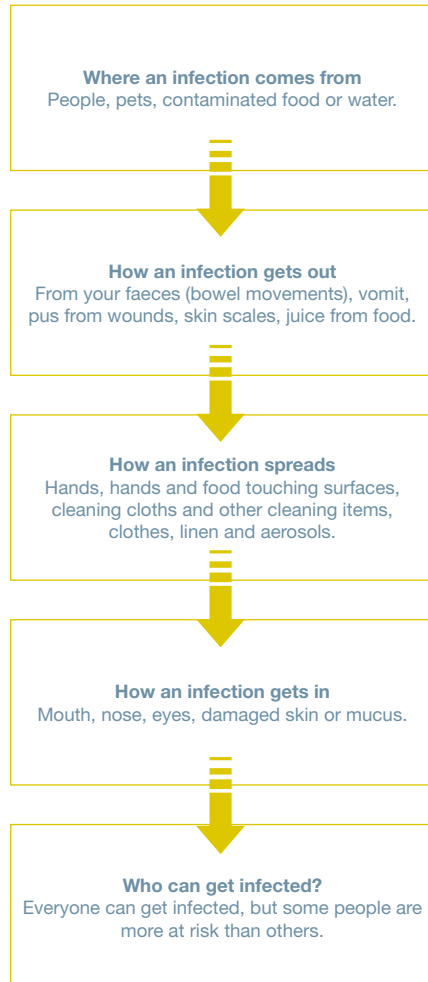 Where an infection comes from
People, pets, contaminated food or water.
How an infection gets out
From your faeces (bowel movements), vomit,
pus from wounds, skin scales, juice from food.
How an infection spreads
Hands, hands and food touching surfaces,
cleaning cloths and other cleaning items,
clothes, linen and aerosols.
How an infection gets in
Mouth, nose, eyes, damaged skin or mucus.
Who can get infected?
Everyone can get infected, but some people are
more at risk than others.